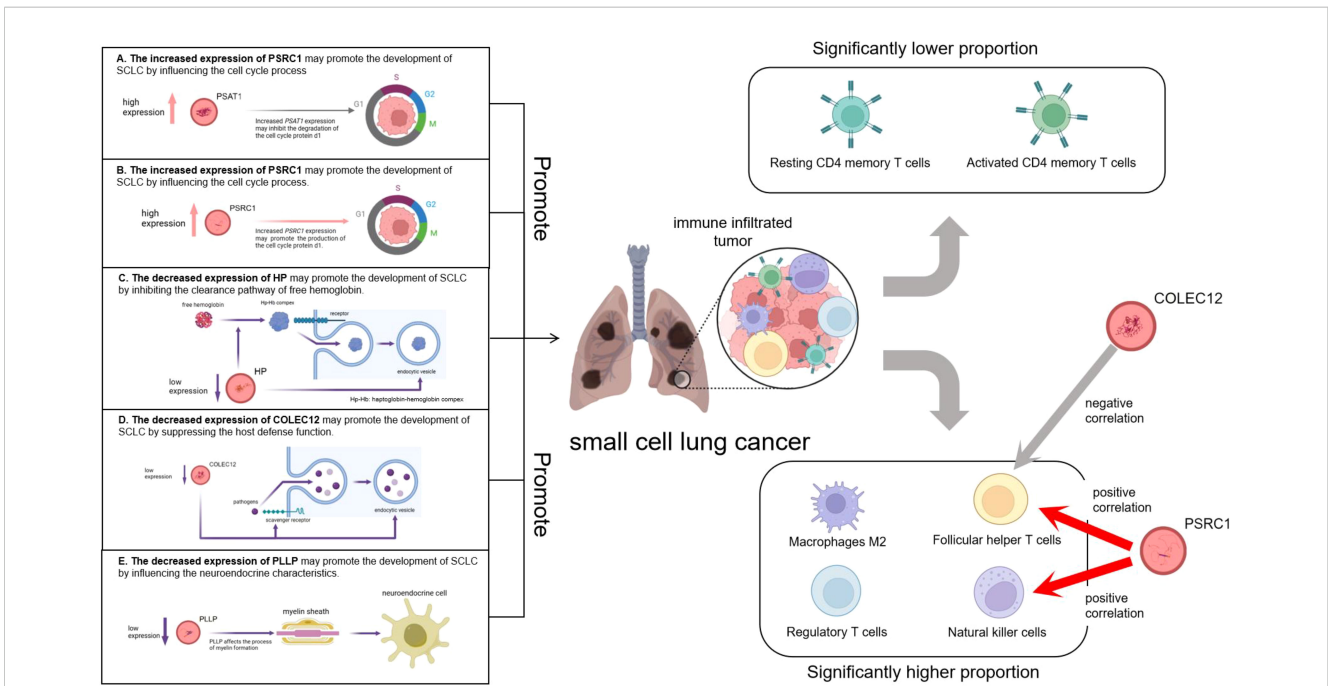 A. The increased expression of PSRC1 may promote the development of
SCLC by influencing the cell cycle process
high
expression
PSAT1
Increased PSAT1 expression
may inhibit the degradation of
the cell cycle protein d1
G1
S
G2
M
B. The increased expression of PSRC1 may promote the development of
SCLC by influencing the cell cycle process.
high
expression
PSRC1
Increased PSRC1 expression
may promote the production of
the cell cycle protein d1.
G1
S
G2
M
C. The decreased expression of HP may promote the development of SCLC
by inhibiting the clearance pathway of free hemoglobin.
free hemoglobin
Hp-Hb compex
receptor
endocytic vesicle
low
expression
HP
Hp-Hb: haptoglobin-hemoglobin compex
D. The decreased expression of COLEC12 may promote the development of
SCLC by suppressing the host defense function.
low
expression
COLEC12
pathogens
scavenger receptor
endocytic vesicle
E. The decreased expression of PLLP may promote the development of SCLC
by influencing the neuroendocrine characteristics.
low
expression
PLLP
PLLP affects the process
of myelin formation
myelin sheath
neuroendocrine cell
Promote
Promote
immune infiltrated
tumor
small cell lung cancer
Significantly lower proportion
Resting CD4 memory T cells
Activated CD4 memory T cells
COLEC12
negative
correlation
positive
correlation
PSRC1
positive
correlation
Macrophages M2
Follicular helper T cells
Regulatory T cells
Natural killer cells
Significantly higher proportion